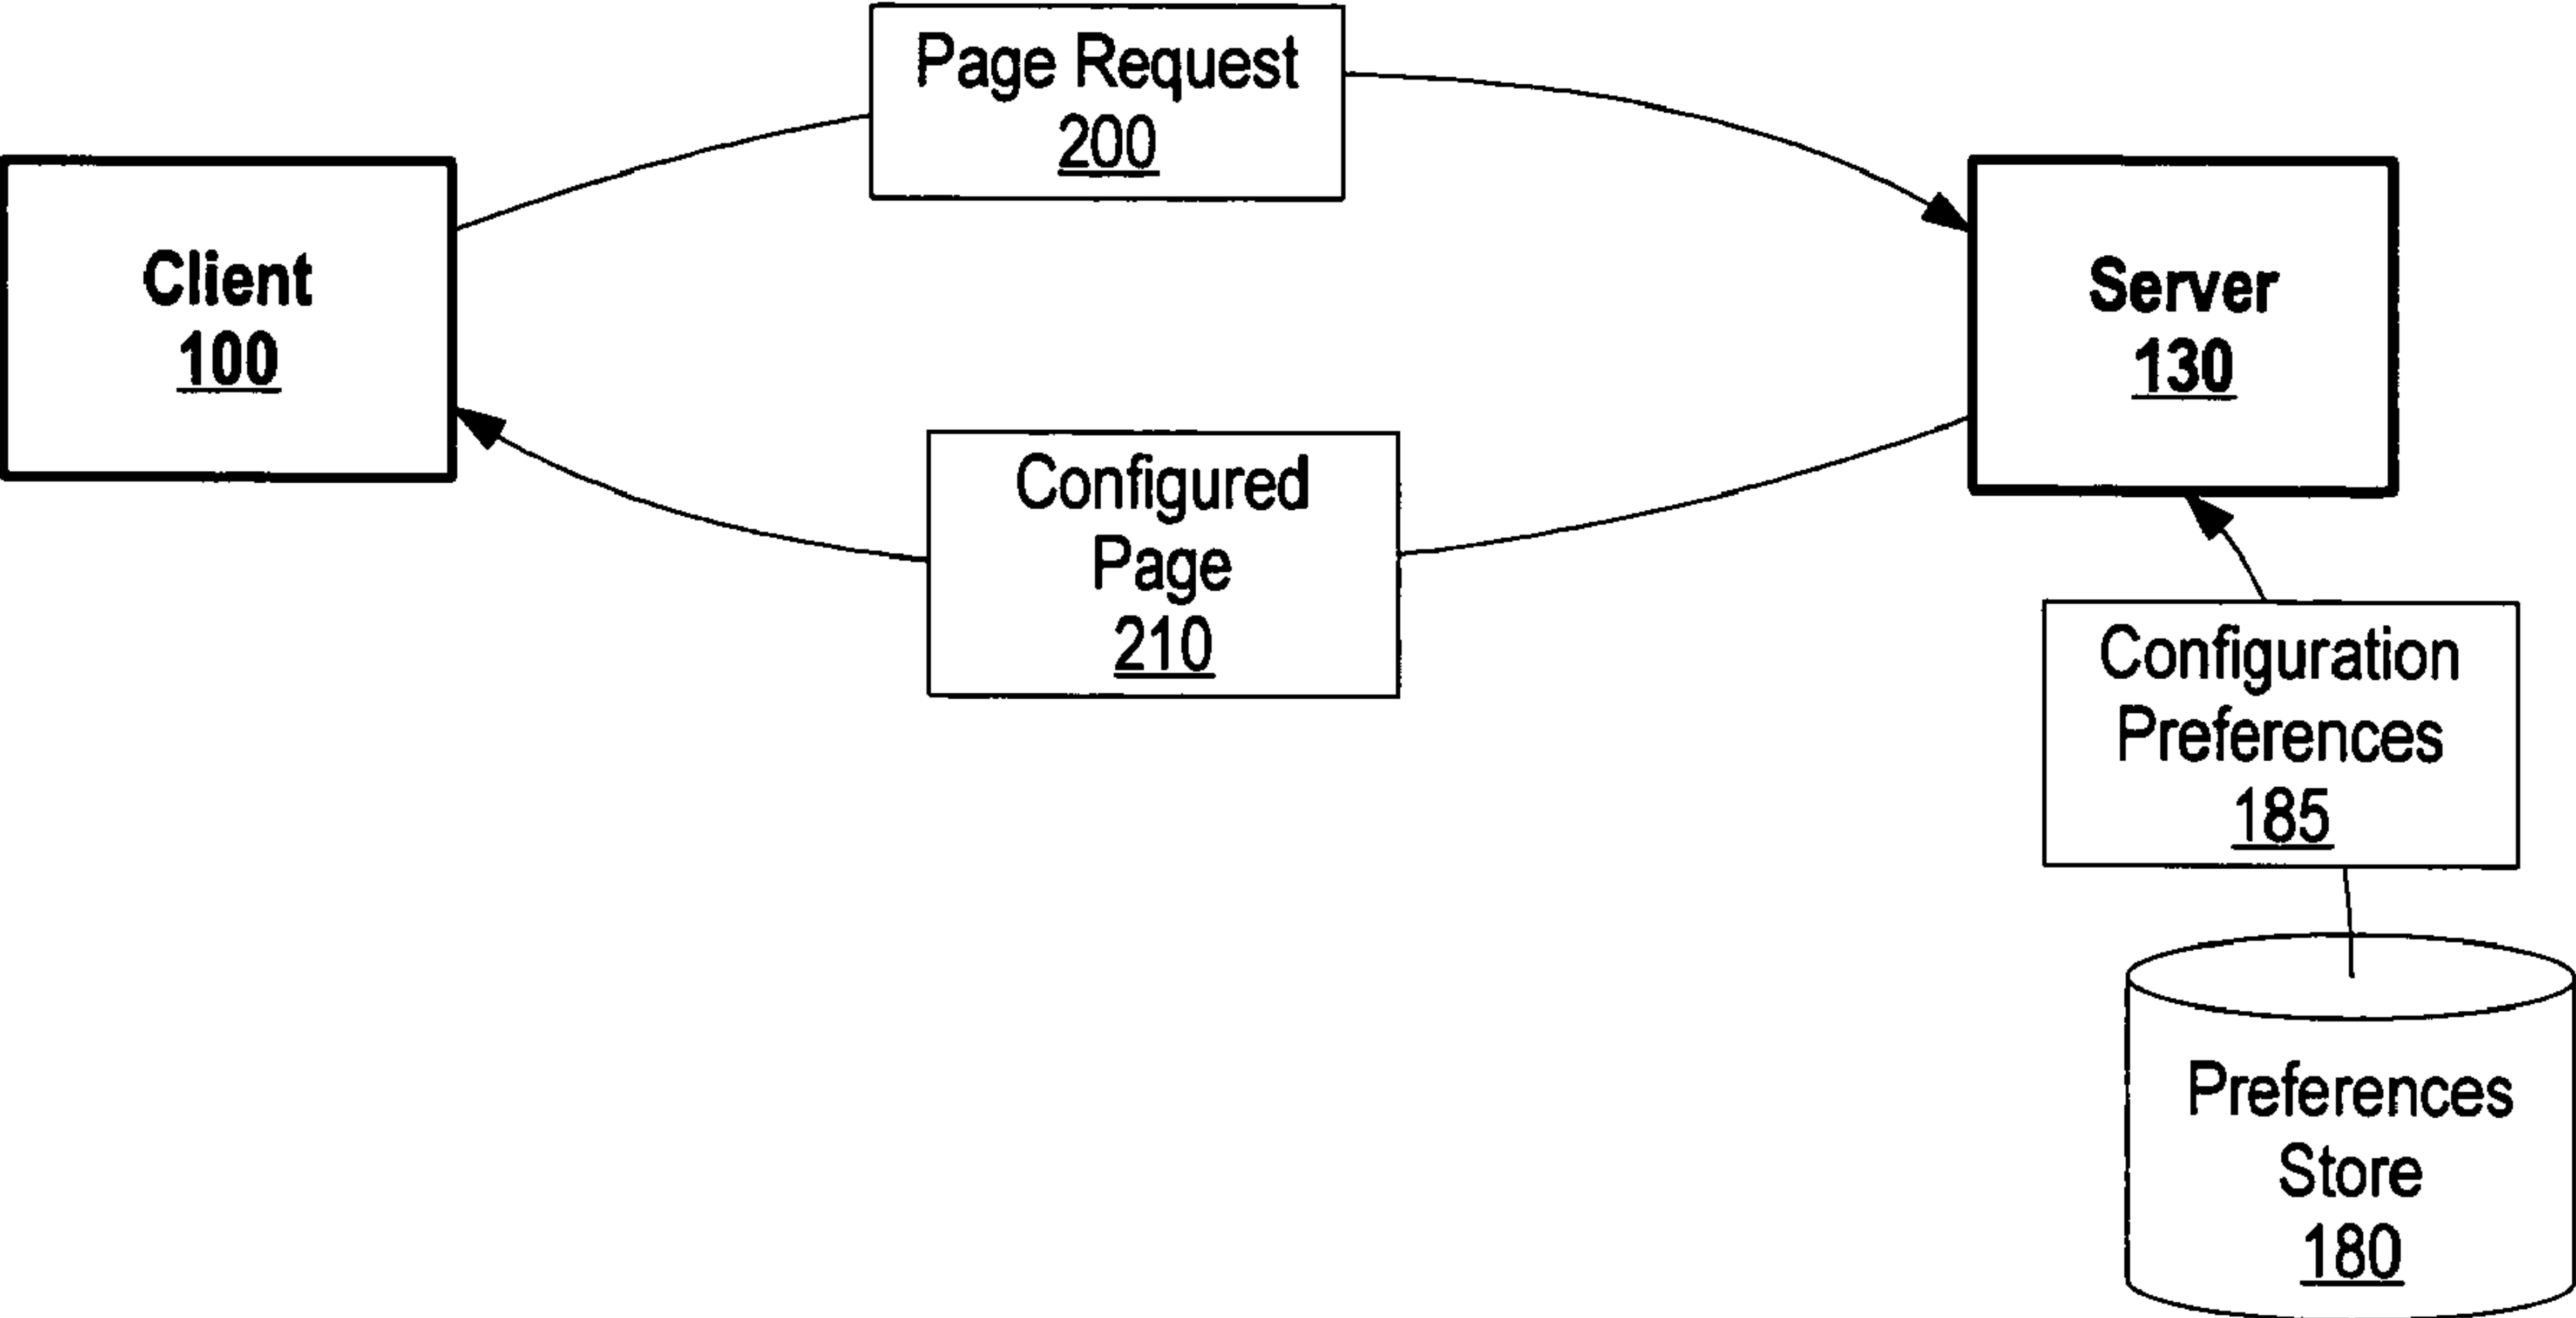 Page Request
200
Client
100
Server
130
Configured
Page
210
Configuration
Preferences
185
Preferences
Store
180